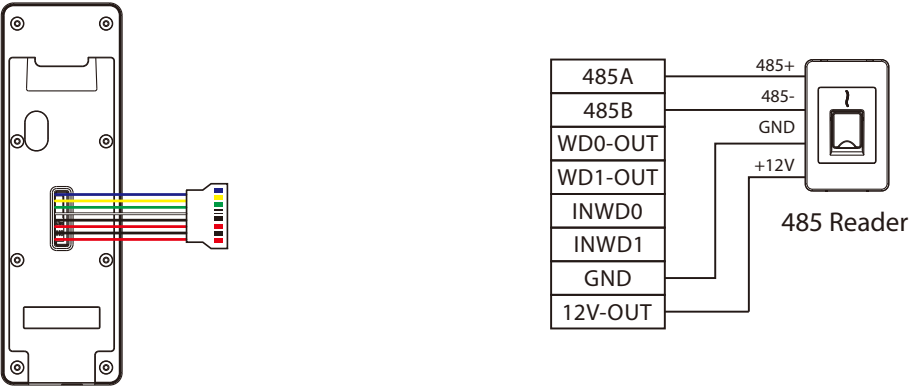 485A
485B
WD0-OUT
WD1-OUT
INWD0
INWD1
GND
12V-OUT
485+
485-
GND
+12V
485 Reader